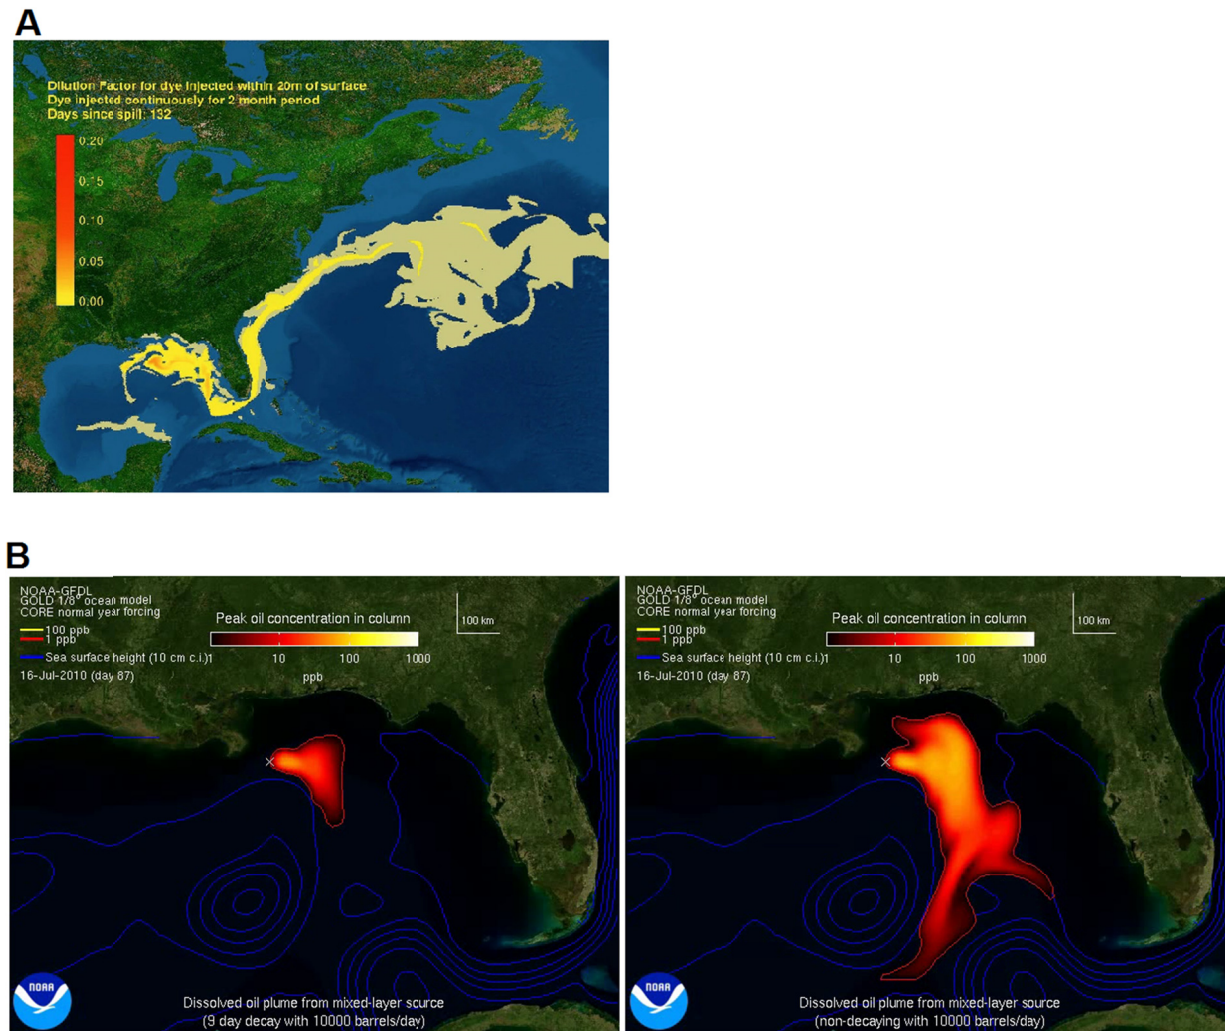 A
Dilution Factor for dye injected within 20m of surface
Dye injected continuously for 2 month period
Days since spill: 132
0.20
0.15
0.10
0.05
0.00
B
NOAA-GFDL
GOLD 1/8° ocean model
CORE normal year forcing
100 ppb
1 ppb
Sea surface height (10 cm c.i.)
16-Jul-2010 (day 87)
Peak oil concentration in column
1 10 100 1000
ppb
100 km
NOAA
Dissolved oil plume from mixed-layer source
(9 day decay with 10000 barrels/day)
NOAA-GFDL
GOLD 1/8° ocean model
CORE normal year forcing
100 ppb
1 ppb
Sea surface height (10 cm c.i.)
16-Jul-2010 (day 87)
Peak oil concentration in column
1 10 100 1000
ppb
100 km
NOAA
Dissolved oil plume from mixed-layer source
(non-decaying with 10000 barrels/day)